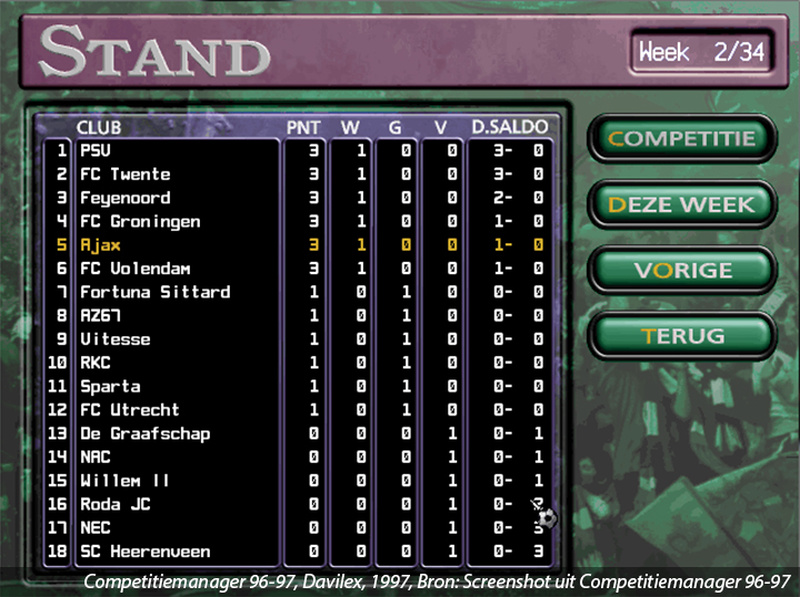 STAND
Week 2/34
CLUB PNT W G V D.SALDO
1 PSV 3 1 0 0 3- 0
2 FC Twente 3 1 0 0 3- 0
3 Feyenoord 3 1 0 0 2- 0
4 FC Groningen 3 1 0 0 1- 0
5 Ajax 3 1 0 0 1- 0
6 FC Volendam 3 1 0 0 1- 0
7 Fortuna Sittard 1 0 1 0 0- 0
8 AZ67 1 0 1 0 0- 0
9 Vitesse 1 0 1 0 0- 0
10 RKC 1 0 1 0 0- 0
11 Sparta 1 0 1 0 0- 0
12 FC Utrecht 1 0 1 0 0- 0
13 De Graafschap 0 0 0 1 0- 1
14 NAC 0 0 0 1 0- 1
15 Willem II 0 0 0 1 0- 1
16 Roda JC 0 0 0 1 0-
17 NEC 0 0 0 1 0- 3
18 SC Heerenveen 0 0 0 1 0- 3
COMPETITIE
DEZE WEEK
VORIGE
TERUG
Competitiemanager 96-97, Davilex, 1997, Bron: Screenshot uit Competitiemanager 96-97